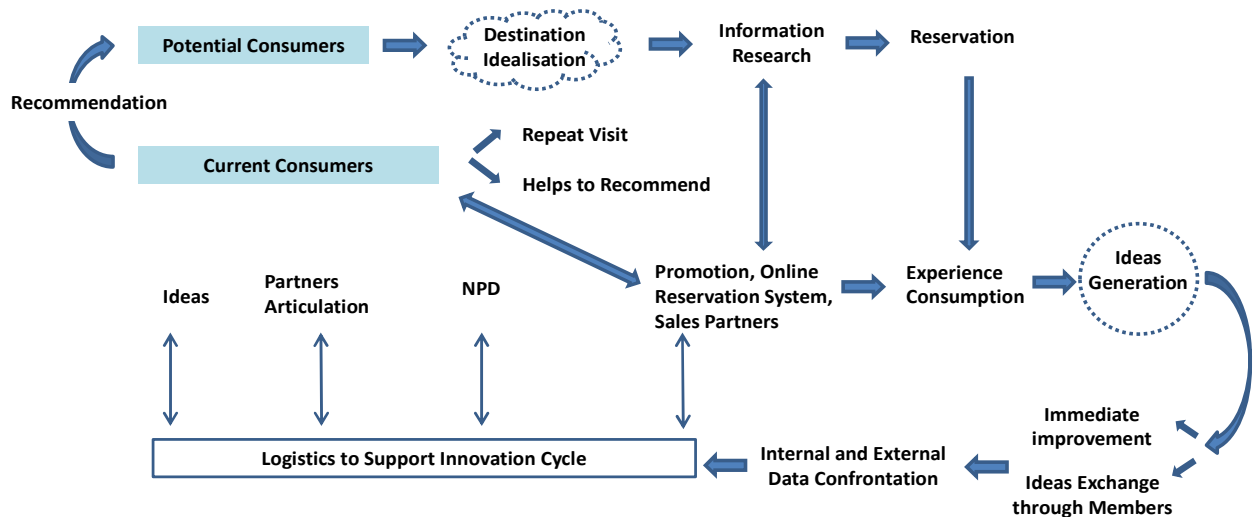 Potential Consumers
Destination
Idealisation
Information
Research
Reservation
Recommendation
Current Consumers
Repeat Visit
Helps to Recommend
Ideas
Partners
Articulation
NPD
Promotion, Online
Reservation System,
Sales Partners
Experience
Consumption
Ideas
Generation
Immediate
improvement
Ideas Exchange
through Members
Internal and External
Data Confrontation
Logistics to Support Innovation Cycle